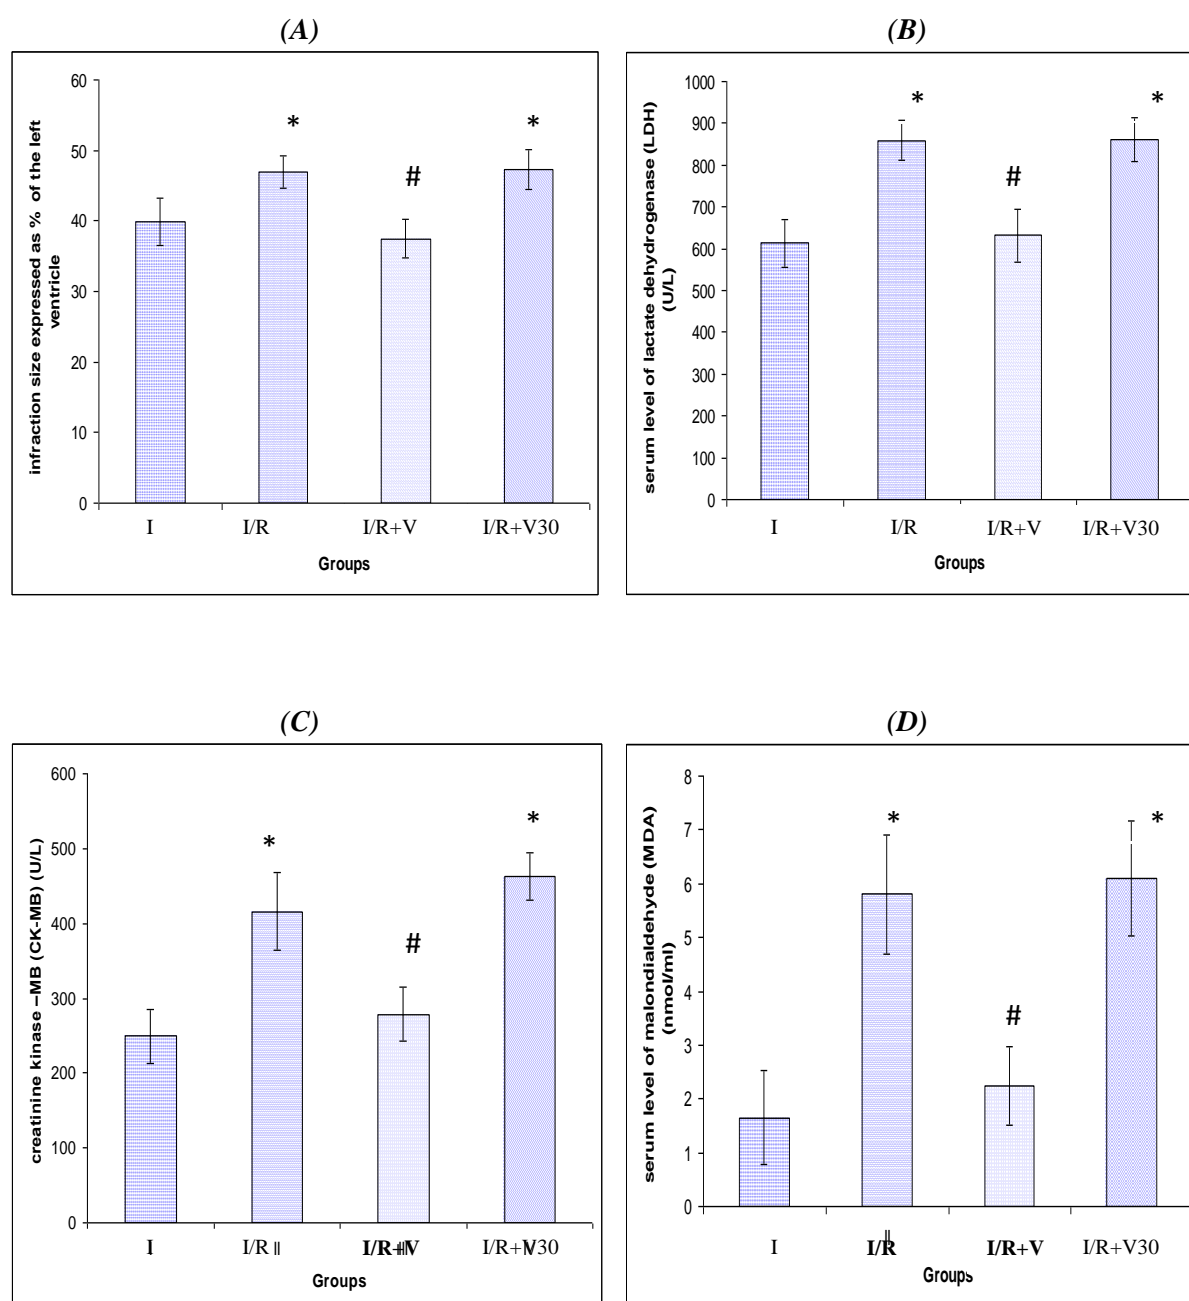 (A)
60
50
40
30
20
10
0
infraction size expressed as % of the left
ventricle
*
#
*
I I/R I/R+V I/R+V30
Groups
(B)
1000
900
800
700
600
500
400
300
200
100
0
serum level of lactate dehydrogenase (LDH)
(U/L)
*
#
*
I I/R I/R+V I/R+V30
Groups
(C)
600
500
400
300
200
100
0
creatinine kinase –MB (CK-MB) (U/L)
*
#
*
I I/R I/R+V I/R+V30
Groups
(D)
8
7
6
5
4
3
2
1
0
serum level of malondialdehyde (MDA)
(nmol/ml)
*
#
*
I I/R I/R+V I/R+V30
Groups